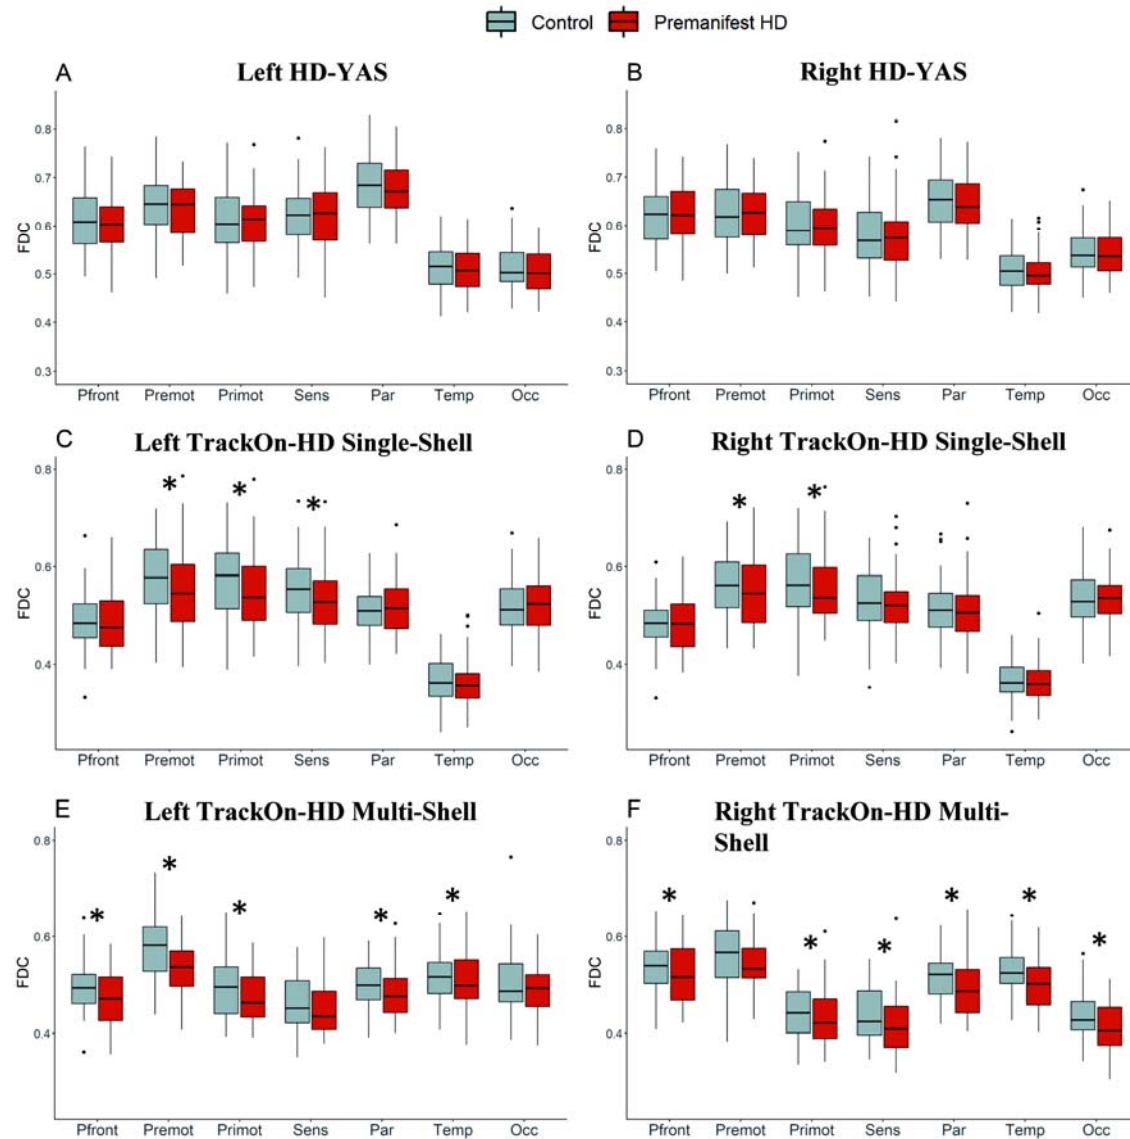 Control Premanifest HD
A Left HD-YAS
0.8
0.7
0.6
0.5
0.4
0.3
FDC
Pfront Premot Primot Sens Par Temp Occ
B Right HD-YAS
0.8
0.7
0.6
0.5
0.4
0.3
FDC
Pfront Premot Primot Sens Par Temp Occ
C Left TrackOn-HD Single-Shell
0.8
0.6
0.4
FDC
* * *
Pfront Premot Primot Sens Par Temp Occ
D Right TrackOn-HD Single-Shell
0.8
0.6
0.4
FDC
* *
Pfront Premot Primot Sens Par Temp Occ
E Left TrackOn-HD Multi-Shell
0.8
0.6
0.4
FDC
* * * * *
Pfront Premot Primot Sens Par Temp Occ
F Right TrackOn-HD Multi-
Shell
0.8
0.6
0.4
FDC
* * * * * *
Pfront Premot Primot Sens Par Temp Occ